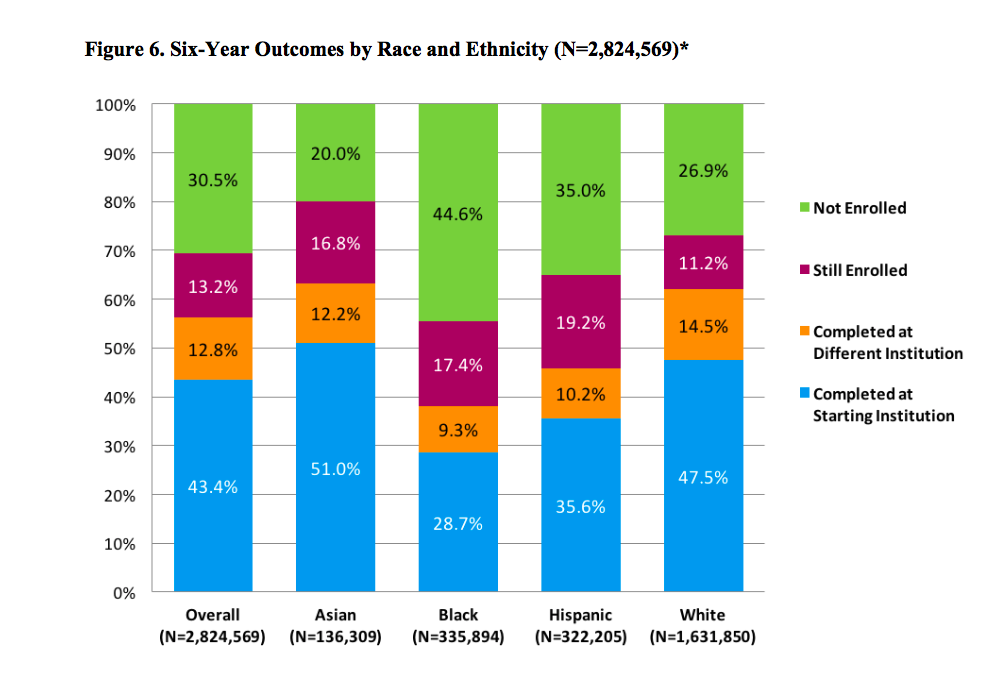 Figure 6. Six-Year Outcomes by Race and Ethnicity (N=2,824,569)*
100%
90%
80%
70%
60%
50%
40%
30%
20%
10%
0%
30.5%
13.2%
12.8%
43.4%
20.0%
16.8%
12.2%
51.0%
44.6%
17.4%
9.3%
28.7%
35.0%
19.2%
10.2%
35.6%
26.9%
11.2%
14.5%
47.5%
Overall
(N=2,824,569)
Asian
(N=136,309)
Black
(N=335,894)
Hispanic
(N=322,205)
White
(N=1,631,850)
Not Enrolled
Still Enrolled
Completed at
Different Institution
Completed at
Starting Institution